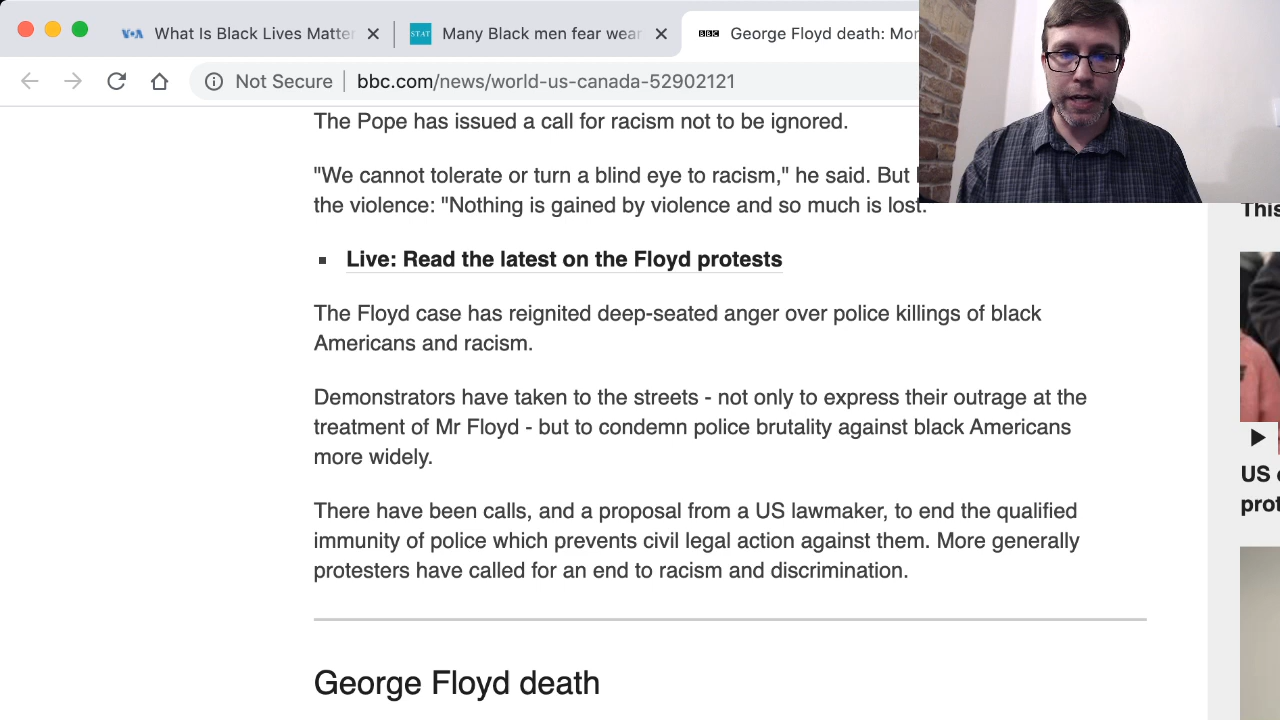 VOA What Is Black Lives Matter
STAT Many Black men fear wear
BBC George Floyd death: Mor
Not Secure bbc.com/news/world-us-canada-52902121
The Pope has issued a call for racism not to be ignored.
"We cannot tolerate or turn a blind eye to racism," he said. But
the violence: "Nothing is gained by violence and so much is lost.
Live: Read the latest on the Floyd protests
The Floyd case has reignited deep-seated anger over police killings of black
Americans and racism.
Demonstrators have taken to the streets - not only to express their outrage at the
treatment of Mr Floyd - but to condemn police brutality against black Americans
more widely.
There have been calls, and a proposal from a US lawmaker, to end the qualified
immunity of police which prevents civil legal action against them. More generally
protesters have called for an end to racism and discrimination.
George Floyd death
This
US
prot